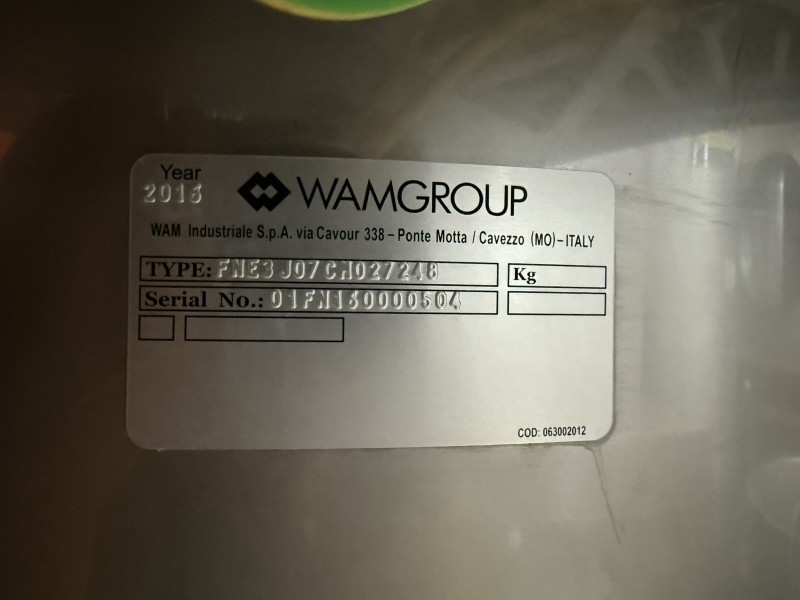 Year
2016
WAMGROUP
WAM Industriale S.p.A. via Cavour 338 – Ponte Motta / Cavezzo (MO) – ITALY
TYPE: FNE3J07CM027248
Kg
Serial No.: 01FN160000504
COD: 063002012